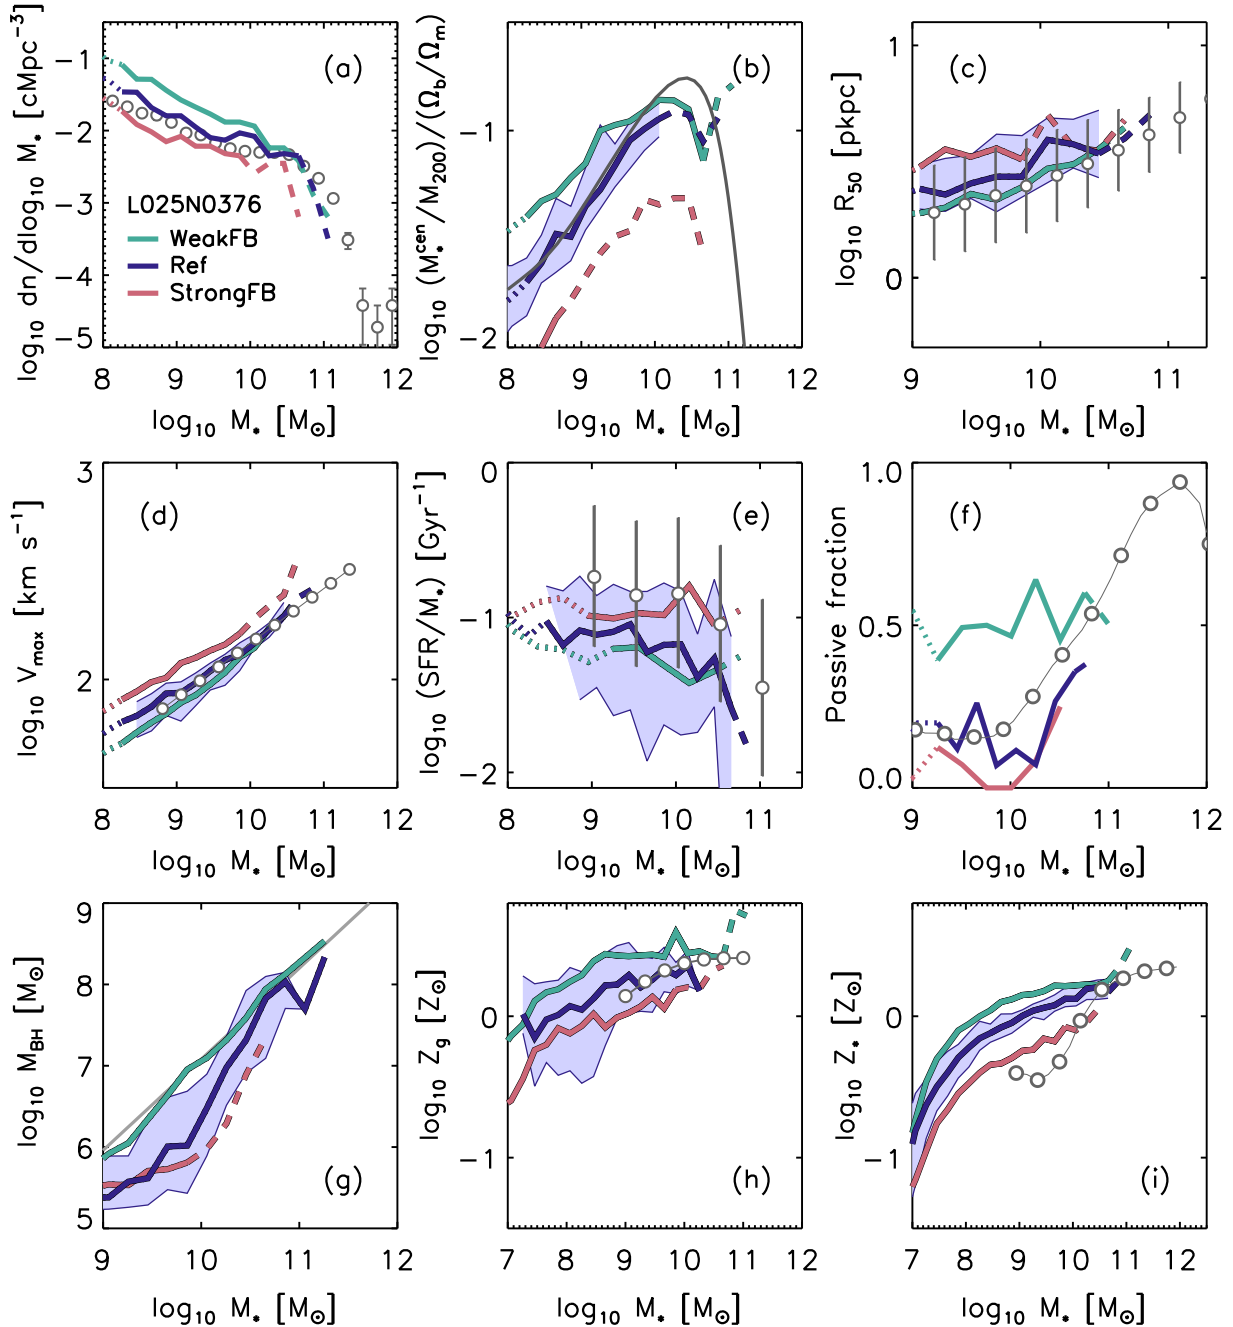 log₁₀ dn/dlog₁₀ M* [cMpc⁻³]
−1
−2
−3
−4
−5
(a)
L025N0376
WeakFB
Ref
StrongFB
8 9 10 11 12
log₁₀ M* [M⊙]
log₁₀ (M*ᶜᵉⁿ/M₂₀₀)/(Ω_b/Ω_m)
−1
−2
(b)
8 9 10 11 12
log₁₀ M* [M⊙]
log₁₀ R₅₀ [pkpc]
1
0
(c)
9 10 11
log₁₀ M* [M⊙]
log₁₀ V_max [km s⁻¹]
3
2
(d)
8 9 10 11 12
log₁₀ M* [M⊙]
log₁₀ (SFR/M*) [Gyr⁻¹]
0
−1
−2
(e)
8 9 10 11
log₁₀ M* [M⊙]
Passive fraction
1.0
0.5
0.0
(f)
9 10 11 12
log₁₀ M* [M⊙]
log₁₀ M_BH [M⊙]
9
8
7
6
5
(g)
9 10 11 12
log₁₀ M* [M⊙]
log₁₀ Z_g [Z⊙]
0
−1
(h)
7 8 9 10 11 12
log₁₀ M* [M⊙]
log₁₀ Z* [Z⊙]
0
−1
(i)
7 8 9 10 11 12
log₁₀ M* [M⊙]